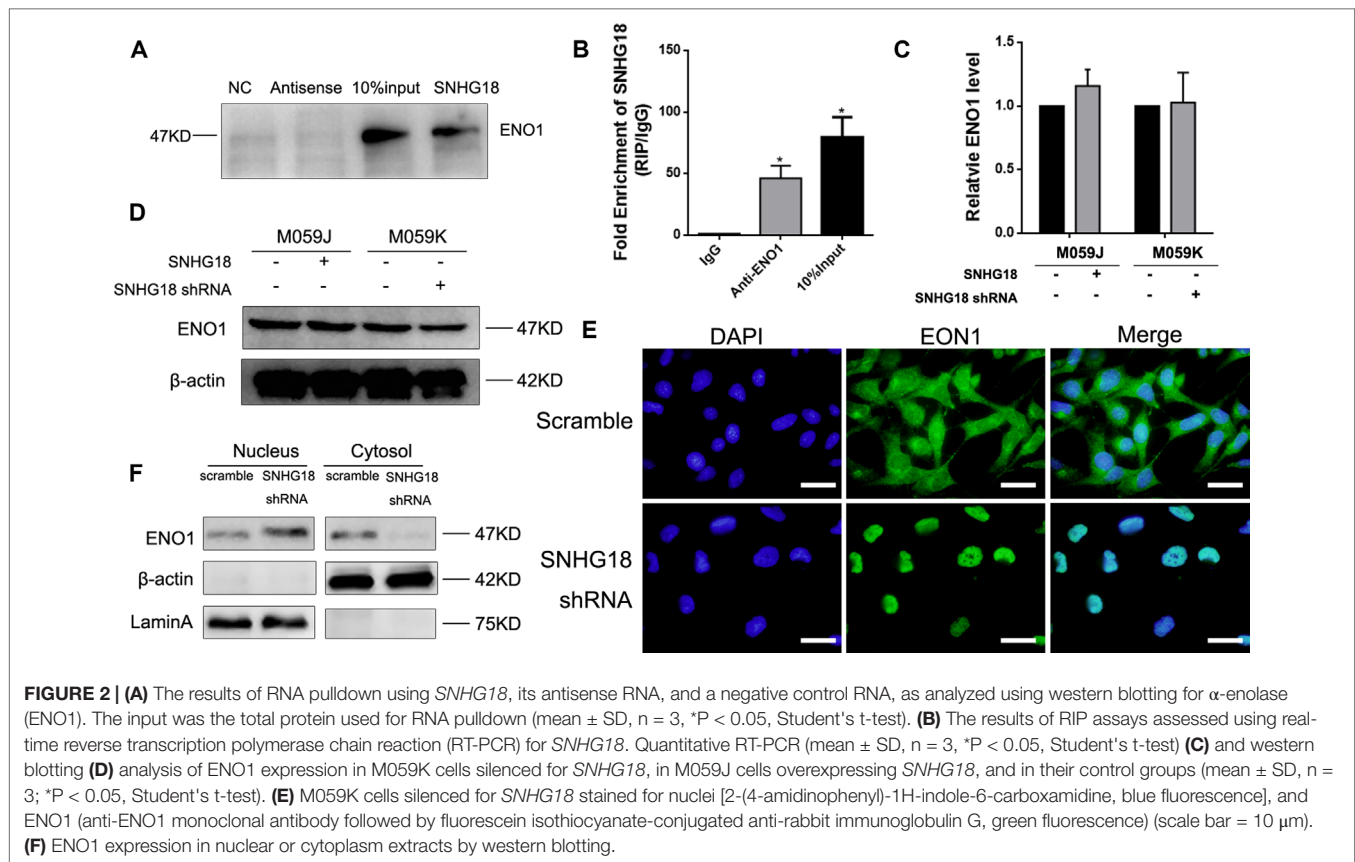 A
NC Antisense 10%input SNHG18
47KD
ENO1
B
Fold Enrichment of SNHG18
(RIP/IgG)
150
100
50
0
*
*
IgG
Anti-ENO1
10%Input
C
Relatvie ENO1 level
1.5
1.0
0.5
0.0
M059J M059K
SNHG18 - + - -
SNHG18 shRNA - - - +
D
M059J M059K
SNHG18 - + - -
SNHG18 shRNA - - - +
ENO1 47KD
β-actin 42KD
E
DAPI EON1 Merge
Scramble
SNHG18
shRNA
F
Nucleus Cytosol
scramble SNHG18 scramble SNHG18
shRNA shRNA
ENO1 47KD
β-actin 42KD
LaminA 75KD
FIGURE 2 | (A) The results of RNA pulldown using SNHG18, its antisense RNA, and a negative control RNA, as analyzed using western blotting for α-enolase
(ENO1). The input was the total protein used for RNA pulldown (mean ± SD, n = 3, *P < 0.05, Student's t-test). (B) The results of RIP assays assessed using real-
time reverse transcription polymerase chain reaction (RT-PCR) for SNHG18. Quantitative RT-PCR (mean ± SD, n = 3, *P < 0.05, Student's t-test) (C) and western
blotting (D) analysis of ENO1 expression in M059K cells silenced for SNHG18, in M059J cells overexpressing SNHG18, and in their control groups (mean ± SD, n =
3; *P < 0.05, Student's t-test). (E) M059K cells silenced for SNHG18 stained for nuclei [2-(4-amidinophenyl)-1H-indole-6-carboxamidine, blue fluorescence], and
ENO1 (anti-ENO1 monoclonal antibody followed by fluorescein isothiocyanate-conjugated anti-rabbit immunoglobulin G, green fluorescence) (scale bar = 10 μm).
(F) ENO1 expression in nuclear or cytoplasm extracts by western blotting.